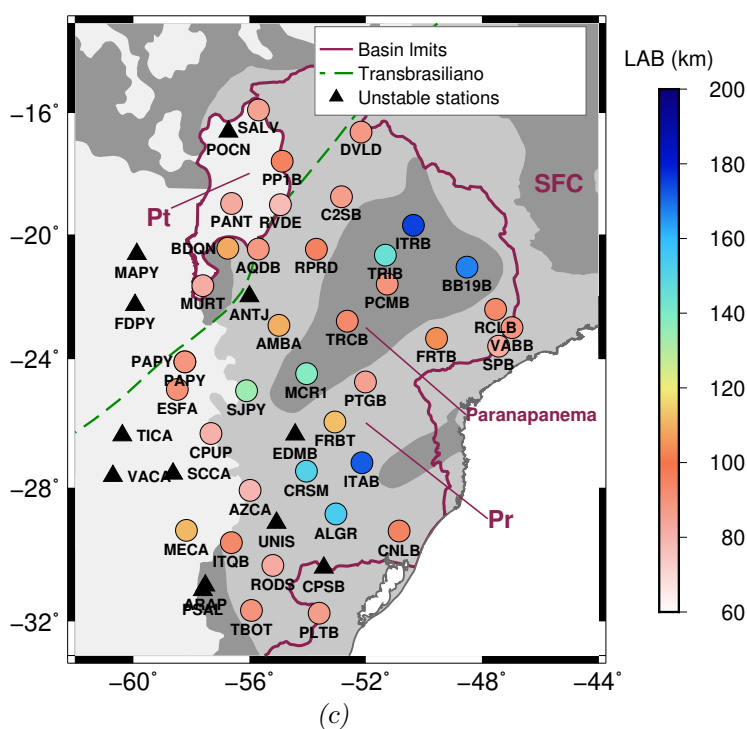 LAB (km)
Basin lmits
Transbrasiliano
Unstable stations
−16°
−20°
−24°
−28°
−32°
−60°
−56°
−52°
−48°
−44°
200
180
160
140
120
100
80
60
SALV
POCN
DVLD
PP1B
SFC
Pt
PANT
RVDE
C2SB
ITRB
BDQN
AQDB
RPRD
TRIB
BB19B
MAPY
MURT
PCMB
ANTJ
FDPY
RCLB
AMBA
TRCB
VABB
FRTB
SPB
PAPY
PAPY
MCR1
PTGB
ESFA
SJPY
Paranapanema
TICA
CPUP
EDMB
FRBT
VACA
SCCA
CRSM
ITAB
AZCA
Pr
ALGR
UNIS
MECA
ITQB
CNLB
RODS
CPSB
ARAP
PSAL
TBOT
PLTB
(c)